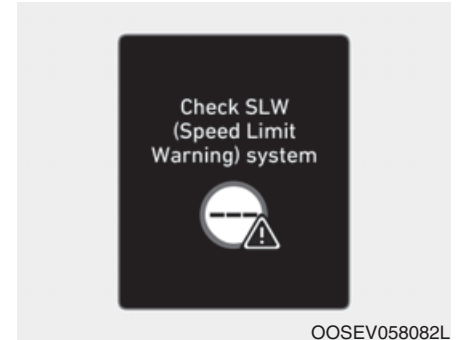 Check SLW
(Speed Limit
Warning) system
---
OOSEV058082L